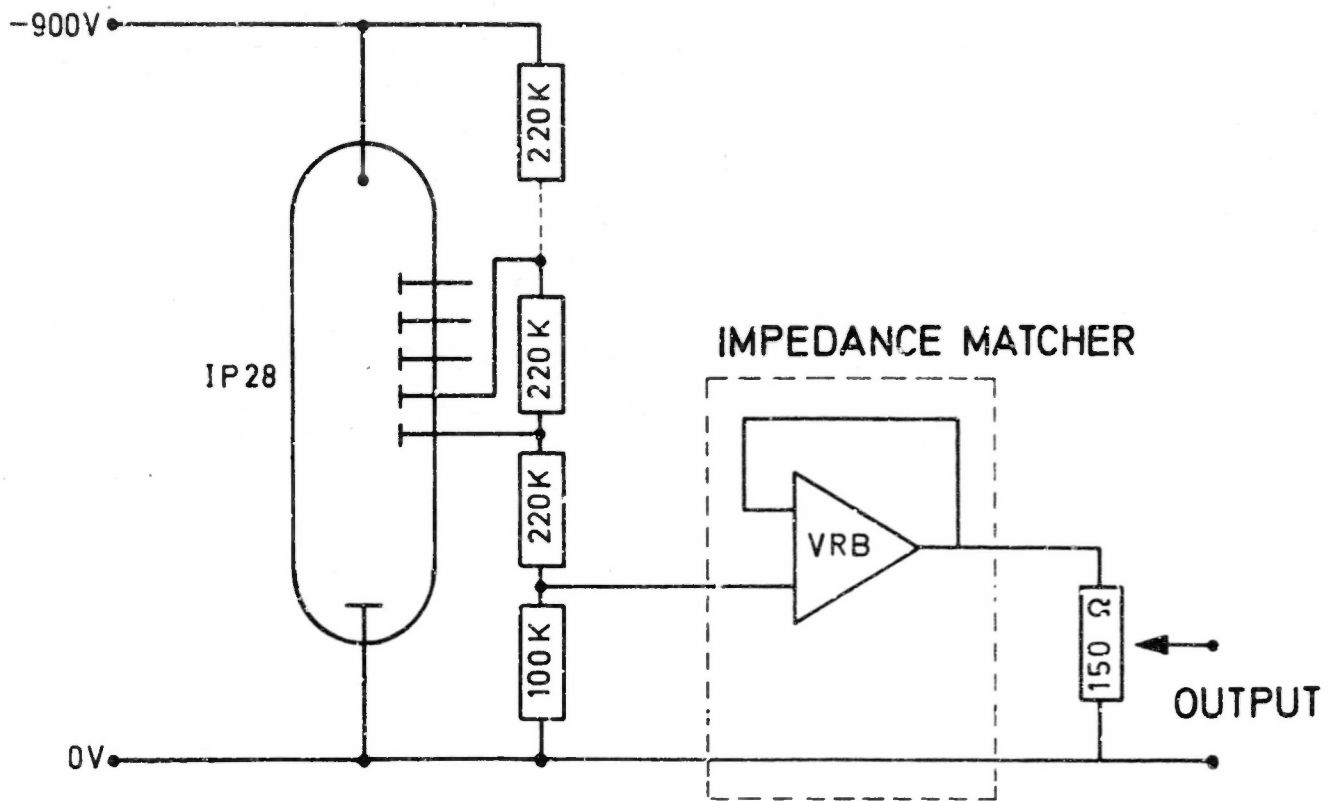 -900V
220K
220K
IMPEDANCE MATCHER
IP28
220K
VRB
100K
150 Ω
OUTPUT
0V